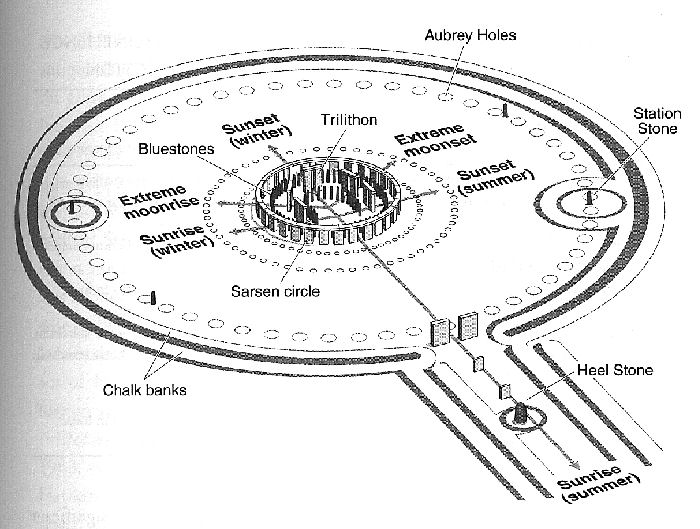 Aubrey Holes
Station
Stone
Sunset
(winter)
Trilithon
Bluestones
Extreme
moonset
Sunset
(summer)
Extreme
moonrise
Sunrise
(winter)
Sarsen circle
Chalk banks
Heel Stone
Sunrise
(summer)